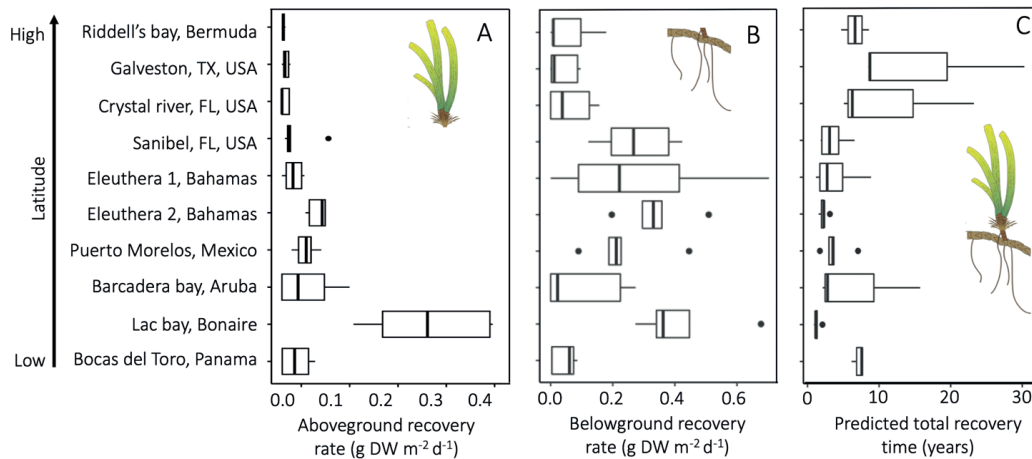 High
Low
Latitude
Riddell's bay, Bermuda
Galveston, TX, USA
Crystal river, FL, USA
Sanibel, FL, USA
Eleuthera 1, Bahamas
Eleuthera 2, Bahamas
Puerto Morelos, Mexico
Barcadera bay, Aruba
Lac bay, Bonaire
Bocas del Toro, Panama
A
0.0 0.1 0.2 0.3 0.4
Aboveground recovery
rate (g DW m⁻² d⁻¹)
B
0.0 0.2 0.4 0.6
Belowground recovery
rate (g DW m⁻² d⁻¹)
C
0 10 20 30
Predicted total recovery
time (years)